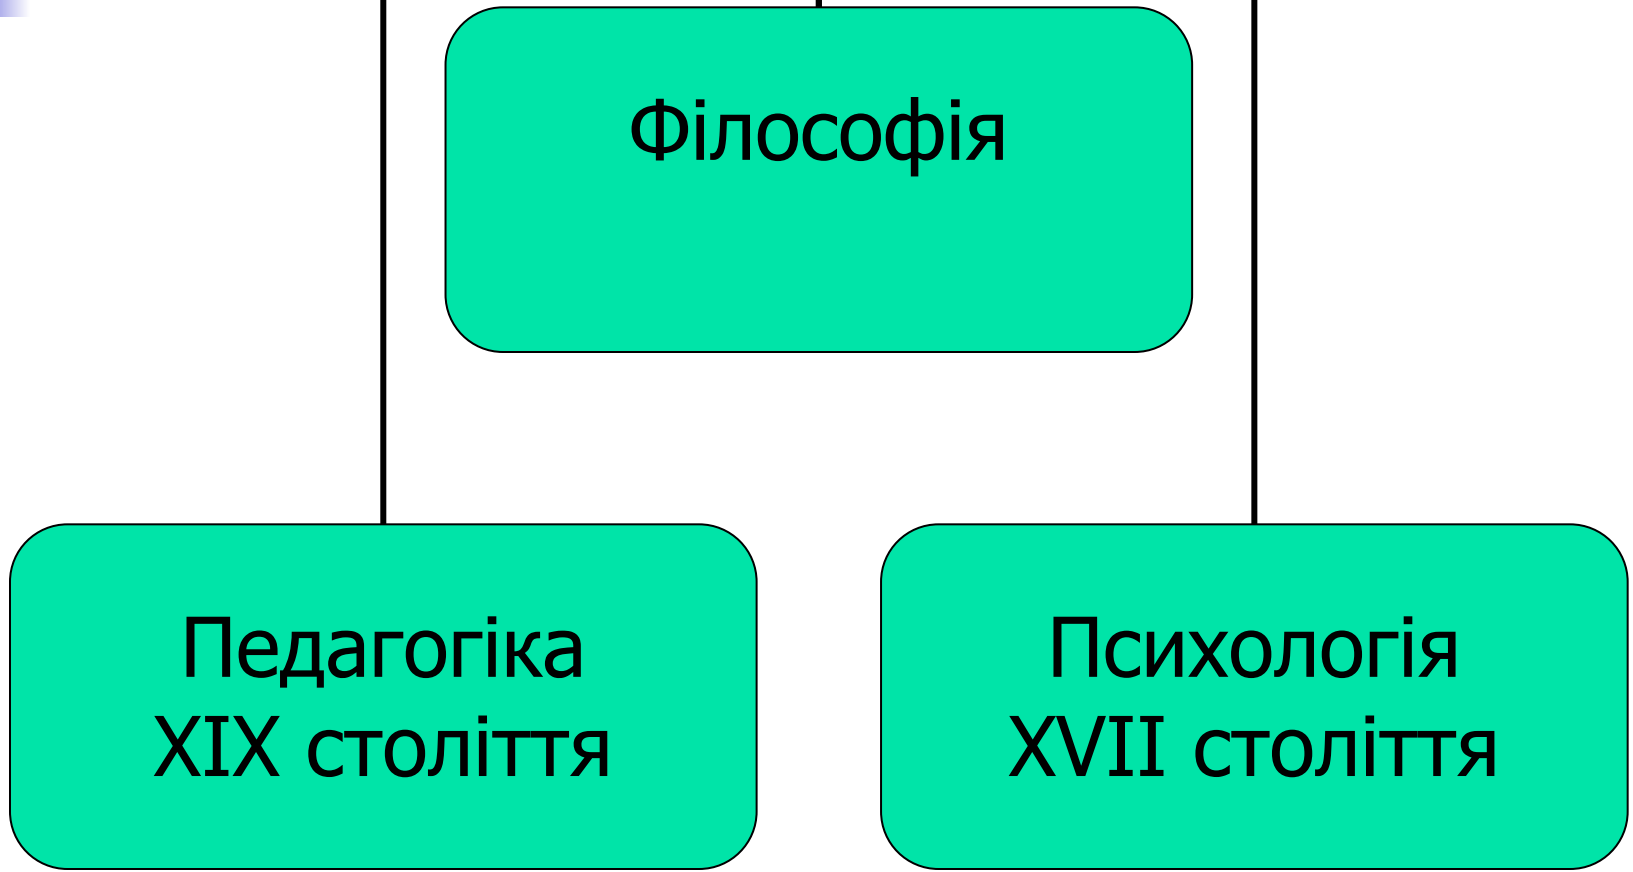 Філософія
Педагогіка
XIX століття
Психологія
XVII століття